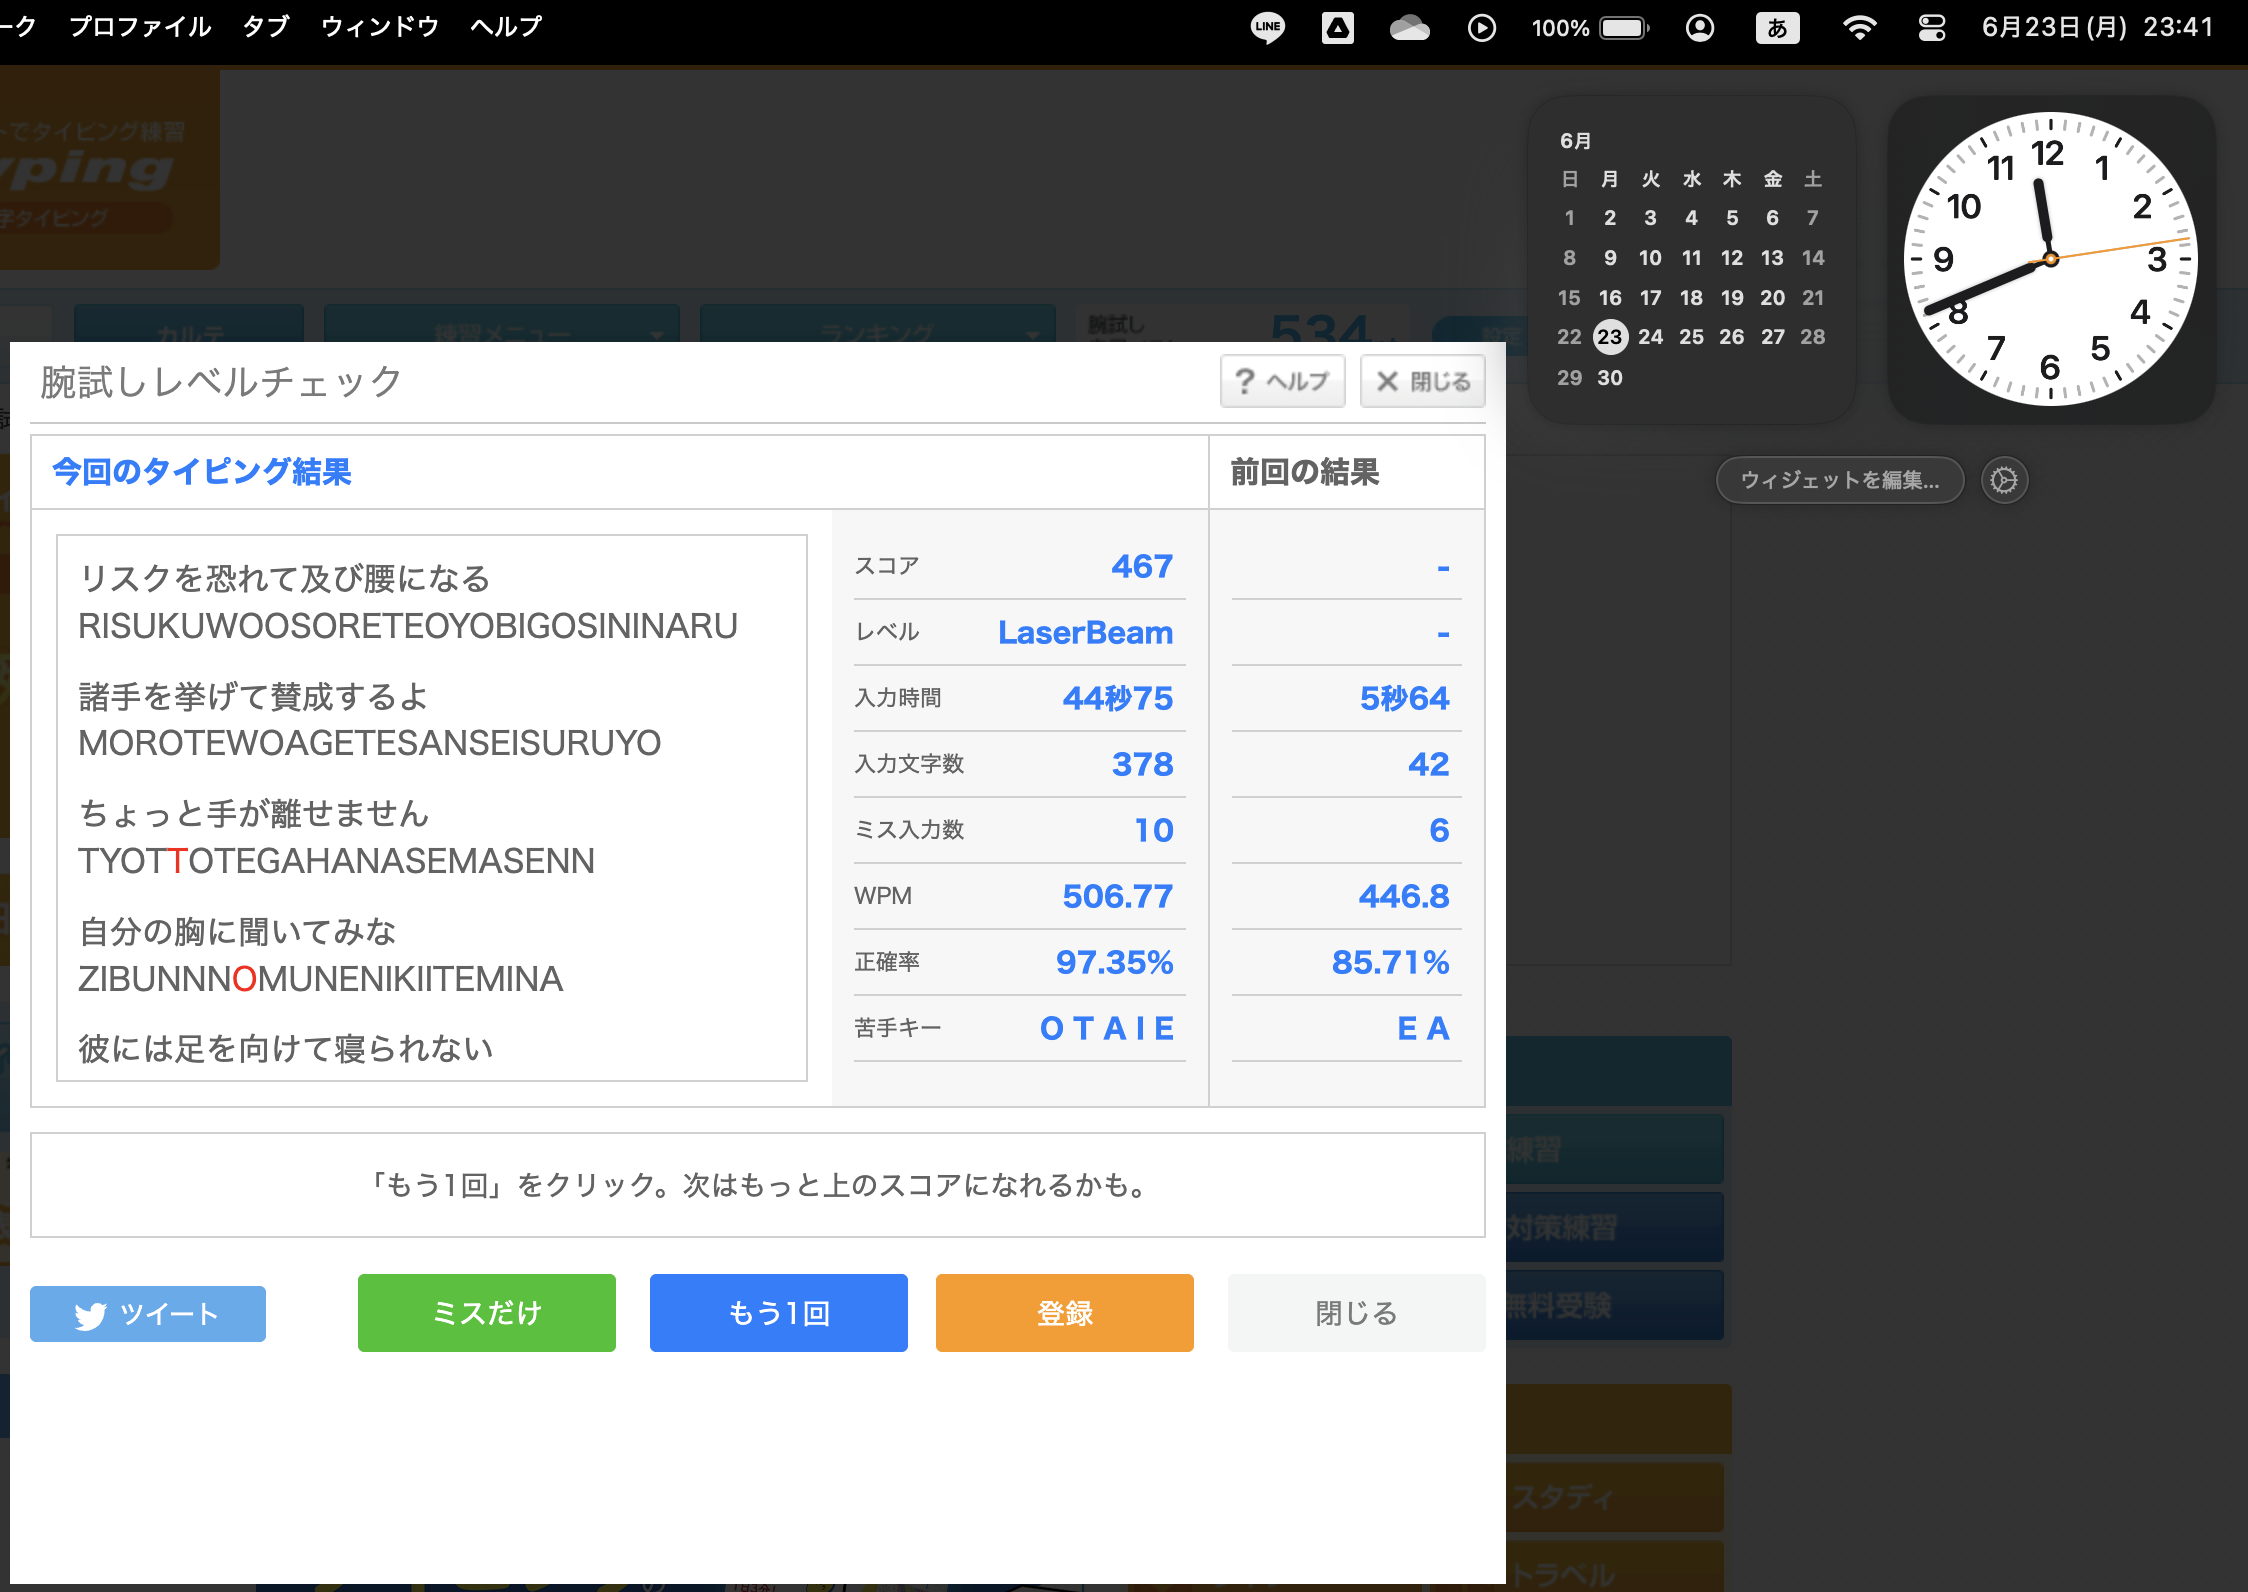 ーク プロファイル タブ ウィンドウ ヘルプ LINE 100% あ 6月23日(月) 23:41
トでタイピング練習
yping
字タイピング
カルテ 練習メニュー ランキング 腕試し 534 設定
6月
日 月 火 水 木 金 土
1 2 3 4 5 6 7
8 9 10 11 12 13 14
15 16 17 18 19 20 21
22 23 24 25 26 27 28
29 30
12 1 2 3 4 5 6 7 8 9 10 11
ウィジェットを編集...
腕試しレベルチェック ? ヘルプ × 閉じる
今回のタイピング結果 前回の結果
リスクを恐れて及び腰になる
RISUKUWOOSORETEOYOBIGOSININARU
諸手を挙げて賛成するよ
MOROTEWOAGETESANSEISURUYO
ちょっと手が離せません
TYOTTOTEGAHANASEMASENN
自分の胸に聞いてみな
ZIBUNNNOMUNENIKIITEMINA
彼には足を向けて寝られない
スコア 467 -
レベル LaserBeam -
入力時間 44秒75 5秒64
入力文字数 378 42
ミス入力数 10 6
WPM 506.77 446.8
正確率 97.35% 85.71%
苦手キー O T A I E E A
「もう1回」をクリック。次はもっと上のスコアになれるかも。
ツイート ミスだけ もう1回 登録 閉じる
練習
対策練習
無料受験
スタディ
トラベル